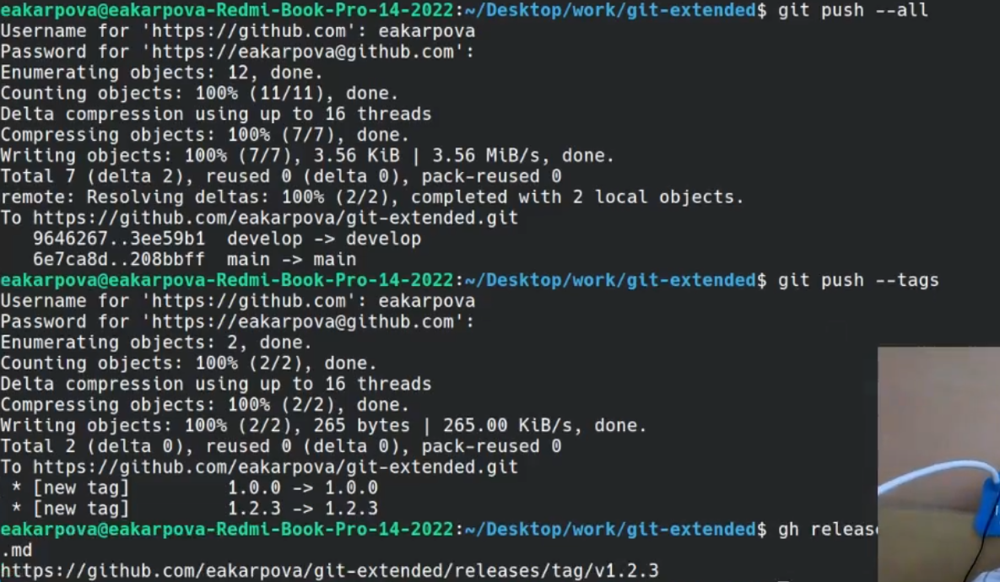 eakarpova@eakarpova-Redmi-Book-Pro-14-2022:~/Desktop/work/git-extended$ git push --all
Username for 'https://github.com': eakarpova
Password for 'https://eakarpova@github.com':
Enumerating objects: 12, done.
Counting objects: 100% (11/11), done.
Delta compression using up to 16 threads
Compressing objects: 100% (7/7), done.
Writing objects: 100% (7/7), 3.56 KiB | 3.56 MiB/s, done.
Total 7 (delta 2), reused 0 (delta 0), pack-reused 0
remote: Resolving deltas: 100% (2/2), completed with 2 local objects.
To https://github.com/eakarpova/git-extended.git
   9646267..3ee59b1  develop -> develop
   6e7ca8d..208bbff  main -> main
eakarpova@eakarpova-Redmi-Book-Pro-14-2022:~/Desktop/work/git-extended$ git push --tags
Username for 'https://github.com': eakarpova
Password for 'https://eakarpova@github.com':
Enumerating objects: 2, done.
Counting objects: 100% (2/2), done.
Delta compression using up to 16 threads
Compressing objects: 100% (2/2), done.
Writing objects: 100% (2/2), 265 bytes | 265.00 KiB/s, done.
Total 2 (delta 0), reused 0 (delta 0), pack-reused 0
To https://github.com/eakarpova/git-extended.git
 * [new tag]         1.0.0 -> 1.0.0
 * [new tag]         1.2.3 -> 1.2.3
eakarpova@eakarpova-Redmi-Book-Pro-14-2022:~/Desktop/work/git-extended$ gh releas
.md
https://github.com/eakarpova/git-extended/releases/tag/v1.2.3